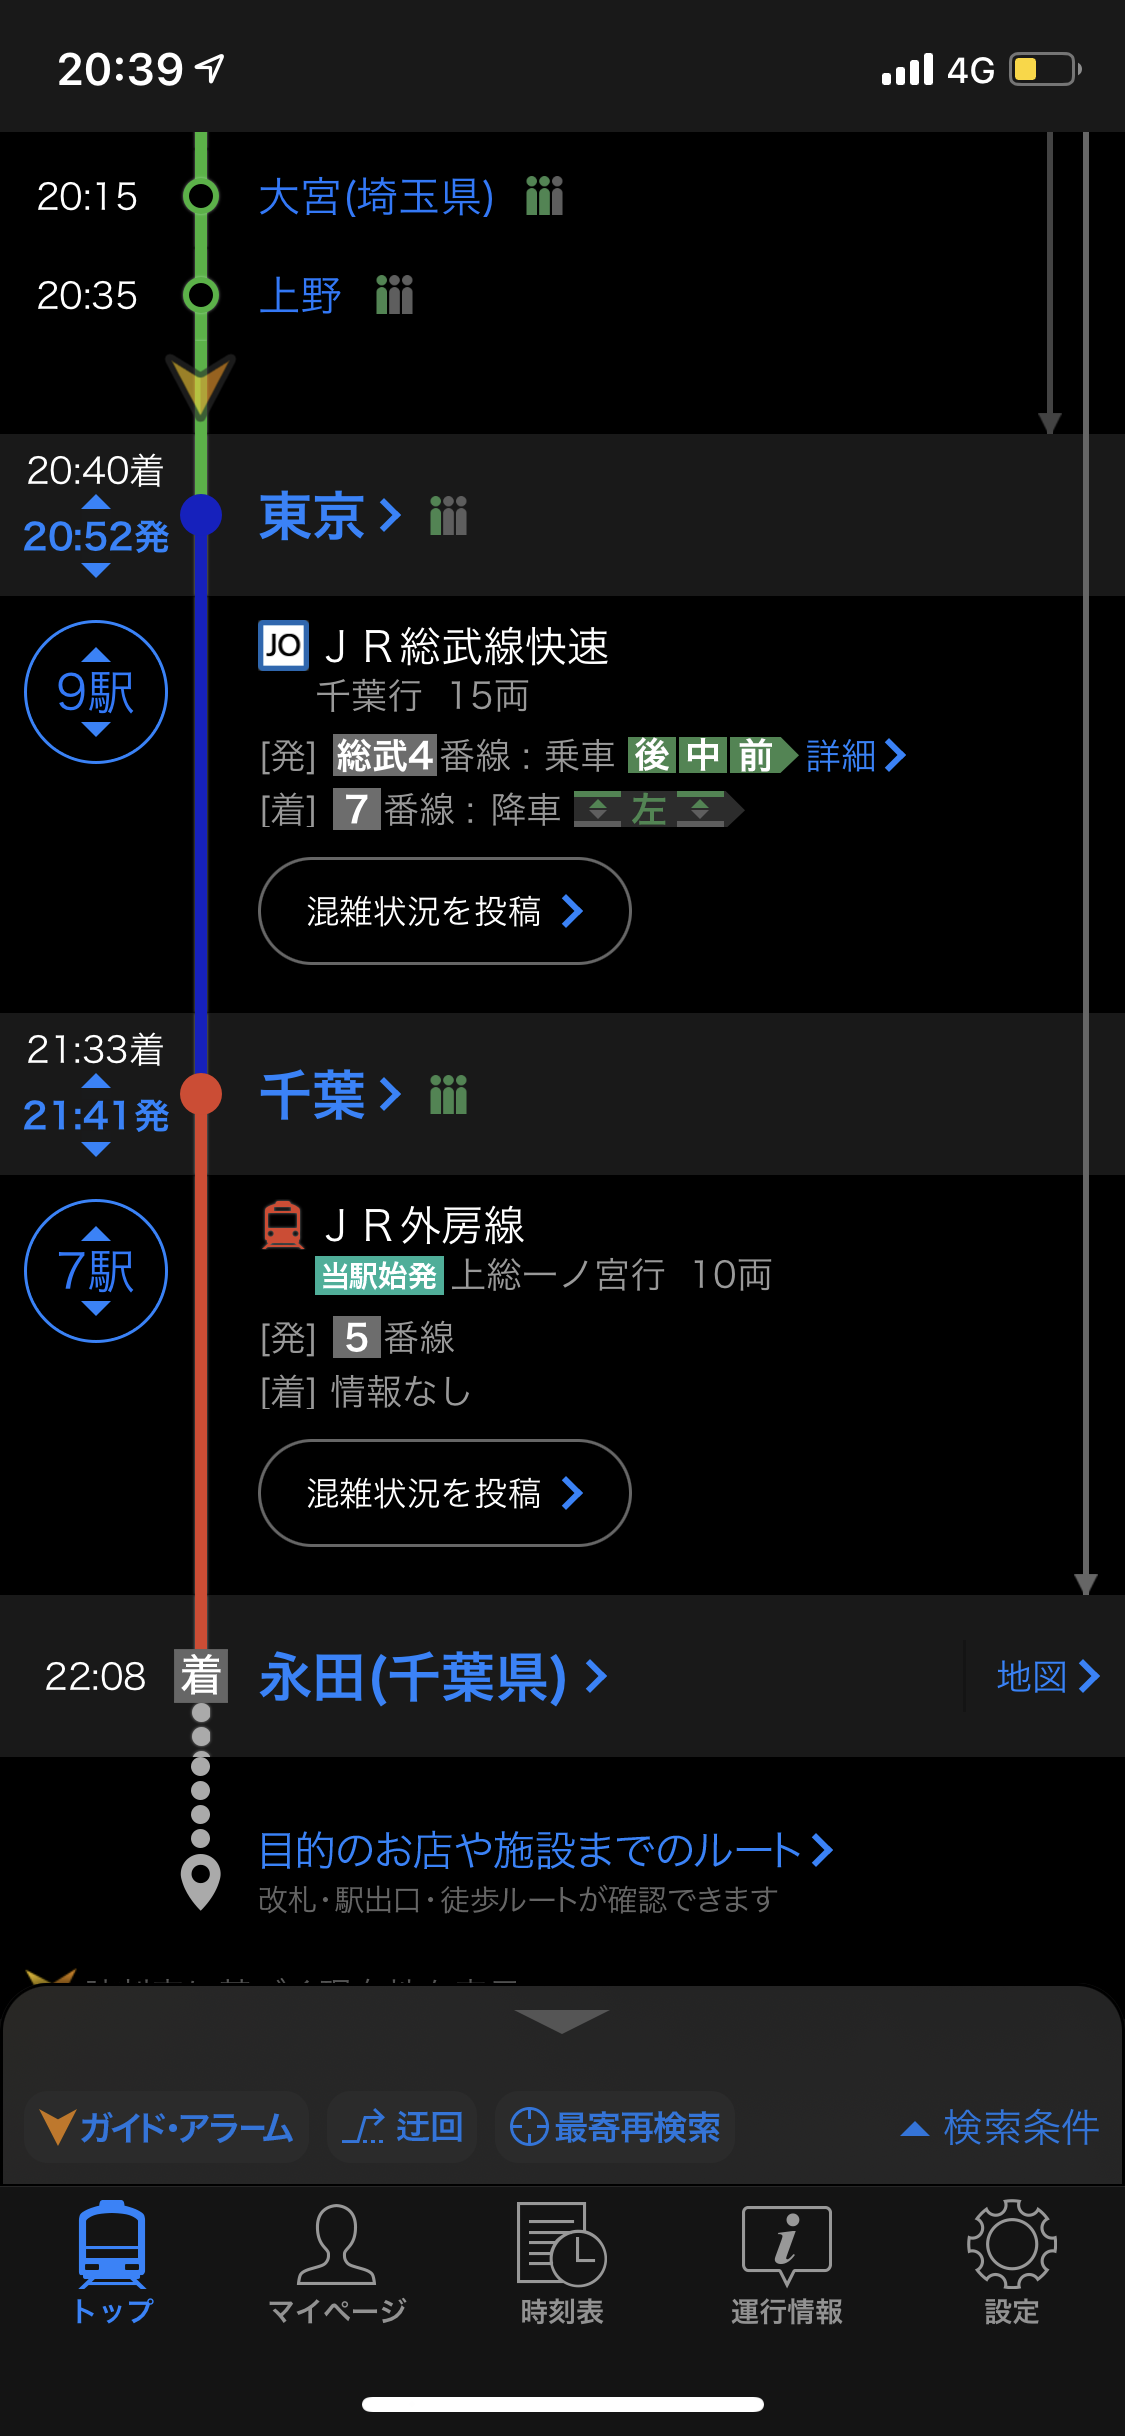 20:39 4G
20:15 大宮(埼玉県)
20:35 上野
20:40着
20:52発 東京
9駅
JO ＪＲ総武線快速
千葉行 15両
[発] 総武4番線：乗車 後 中 前 詳細
[着] 7番線：降車 左
混雑状況を投稿
21:33着
21:41発 千葉
7駅
ＪＲ外房線
当駅始発 上総一ノ宮行 10両
[発] 5番線
[着] 情報なし
混雑状況を投稿
22:08 着 永田(千葉県) 地図
目的のお店や施設までのルート
改札・駅出口・徒歩ルートが確認できます
ガイド・アラーム 迂回 最寄再検索 検索条件
トップ マイページ 時刻表 運行情報 設定